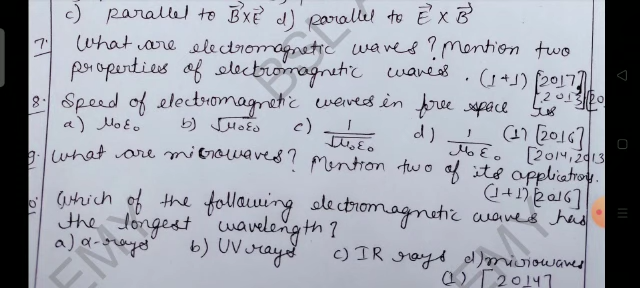 c) parallel to B⃗×E⃗ d) parallel to E⃗ × B⃗
7. What are electromagnetic waves? Mention two
properties of electromagnetic waves. (1+1) [2017]
8. Speed of electromagnetic waves in free space is [2013]
a) μ₀ε₀ b) √μ₀ε₀ c) 1/√μ₀ε₀ d) 1/μ₀ε₀ (1) [2016]
9. What are microwaves? Mention two of its application. [2014, 2013
(1+1) [2016]
Which of the following electromagnetic waves has
the longest wavelength?
a) α-rays b) UV rays c) IR rays d) microwaves
(1) [2014]